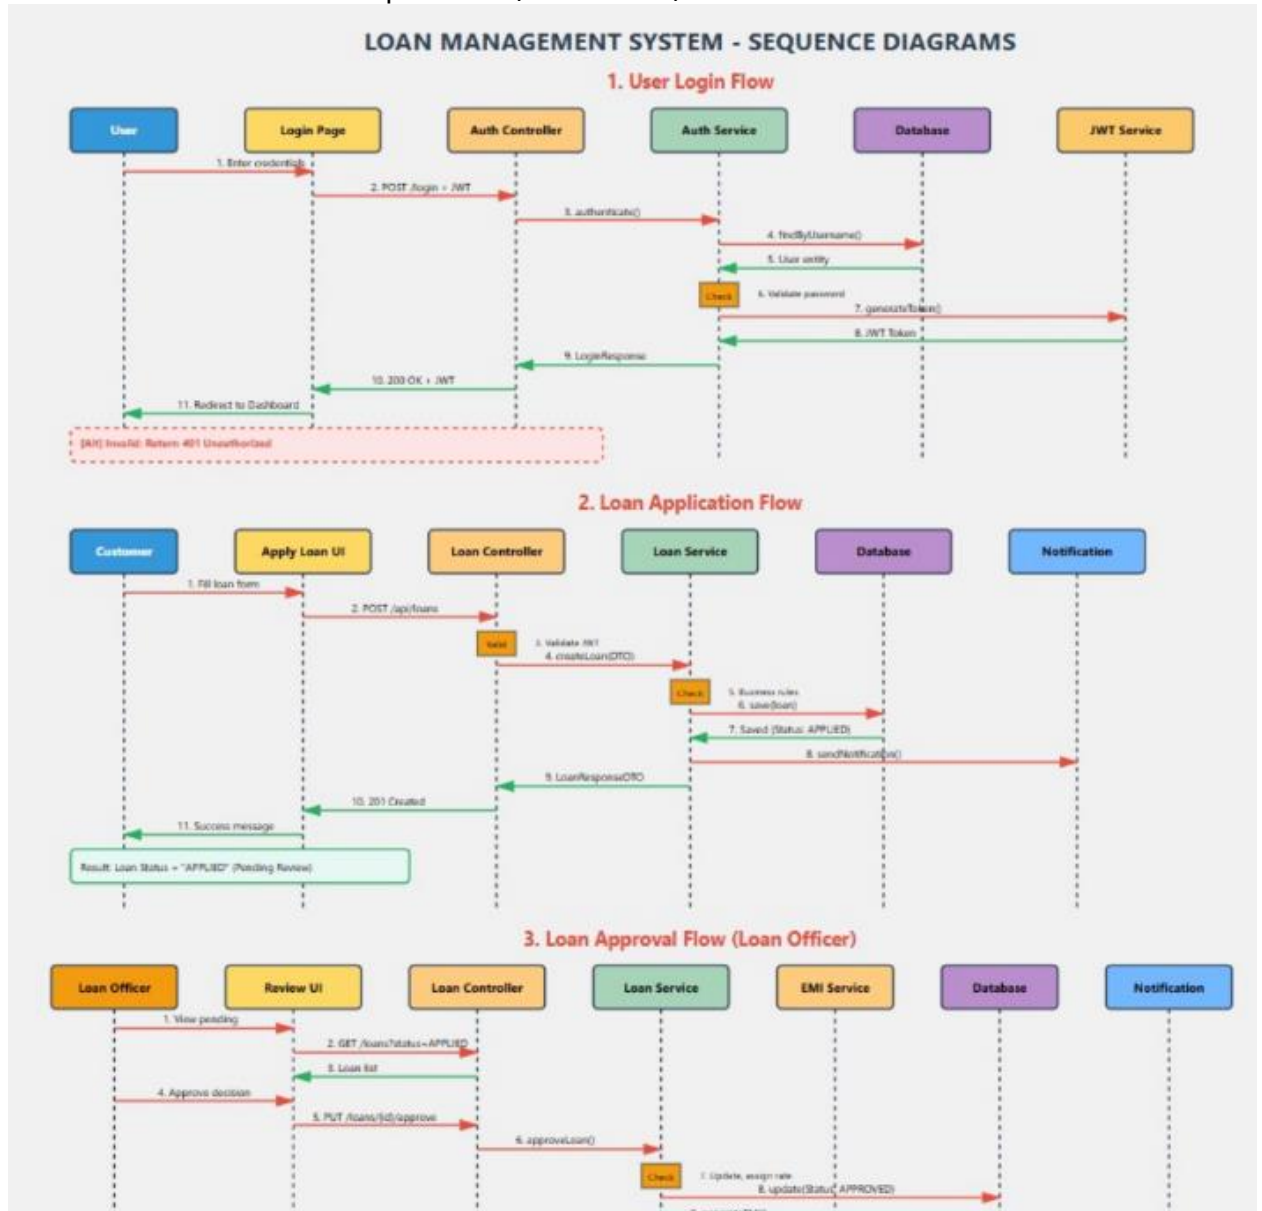 LOAN MANAGEMENT SYSTEM - SEQUENCE DIAGRAMS
1. User Login Flow
User
Login Page
Auth Controller
Auth Service
Database
JWT Service
1. Enter credentials
2. POST /login + JWT
3. authenticate()
4. findByUsername()
5. User entity
Check
6. Validate password
7. generateToken()
8. JWT Token
9. LoginResponse
10. 200 OK + JWT
11. Redirect to Dashboard
[Alt] Invalid: Return 401 Unauthorized
2. Loan Application Flow
Customer
Apply Loan UI
Loan Controller
Loan Service
Database
Notification
1. Fill loan form
2. POST /api/loans
Valid
3. Validate JWT
4. createLoan(DTO)
Check
5. Business rules
6. save(loan)
7. Saved (Status: APPLIED)
8. sendNotification()
9. LoanResponseDTO
10. 201 Created
11. Success message
Result: Loan Status = "APPLIED" (Pending Review)
3. Loan Approval Flow (Loan Officer)
Loan Officer
Review UI
Loan Controller
Loan Service
EMI Service
Database
Notification
1. View pending
2. GET /loans?status=APPLIED
3. Loan list
4. Approve decision
5. PUT /loans/{id}/approve
6. approveLoan()
Check
7. Update, assign rate
8. update(Status: APPROVED)